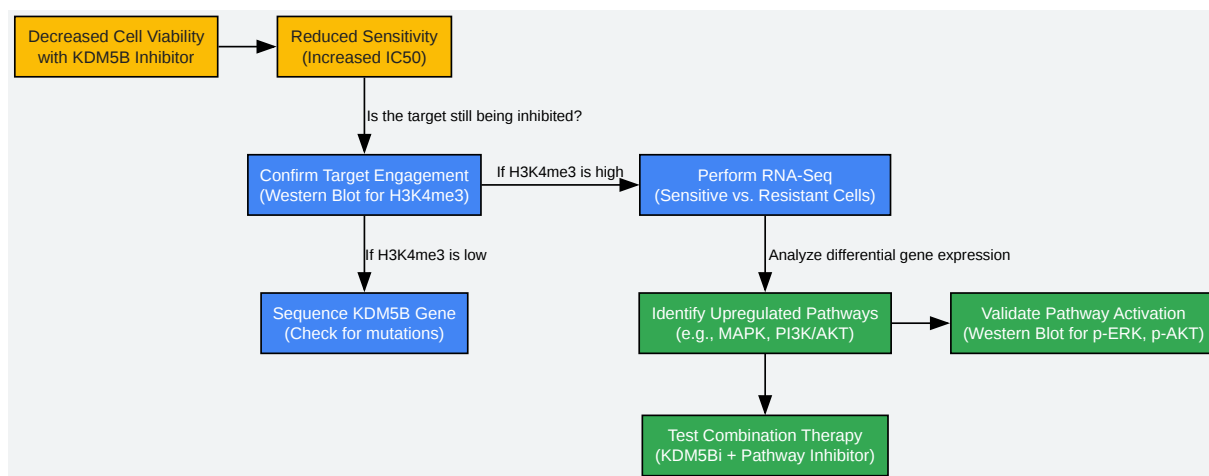 Decreased Cell Viability
with KDM5B Inhibitor
Reduced Sensitivity
(Increased IC50)
Is the target still being inhibited?
Confirm Target Engagement
(Western Blot for H3K4me3)
If H3K4me3 is high
Perform RNA-Seq
(Sensitive vs. Resistant Cells)
If H3K4me3 is low
Analyze differential gene expression
Sequence KDM5B Gene
(Check for mutations)
Identify Upregulated Pathways
(e.g., MAPK, PI3K/AKT)
Validate Pathway Activation
(Western Blot for p-ERK, p-AKT)
Test Combination Therapy
(KDM5Bi + Pathway Inhibitor)